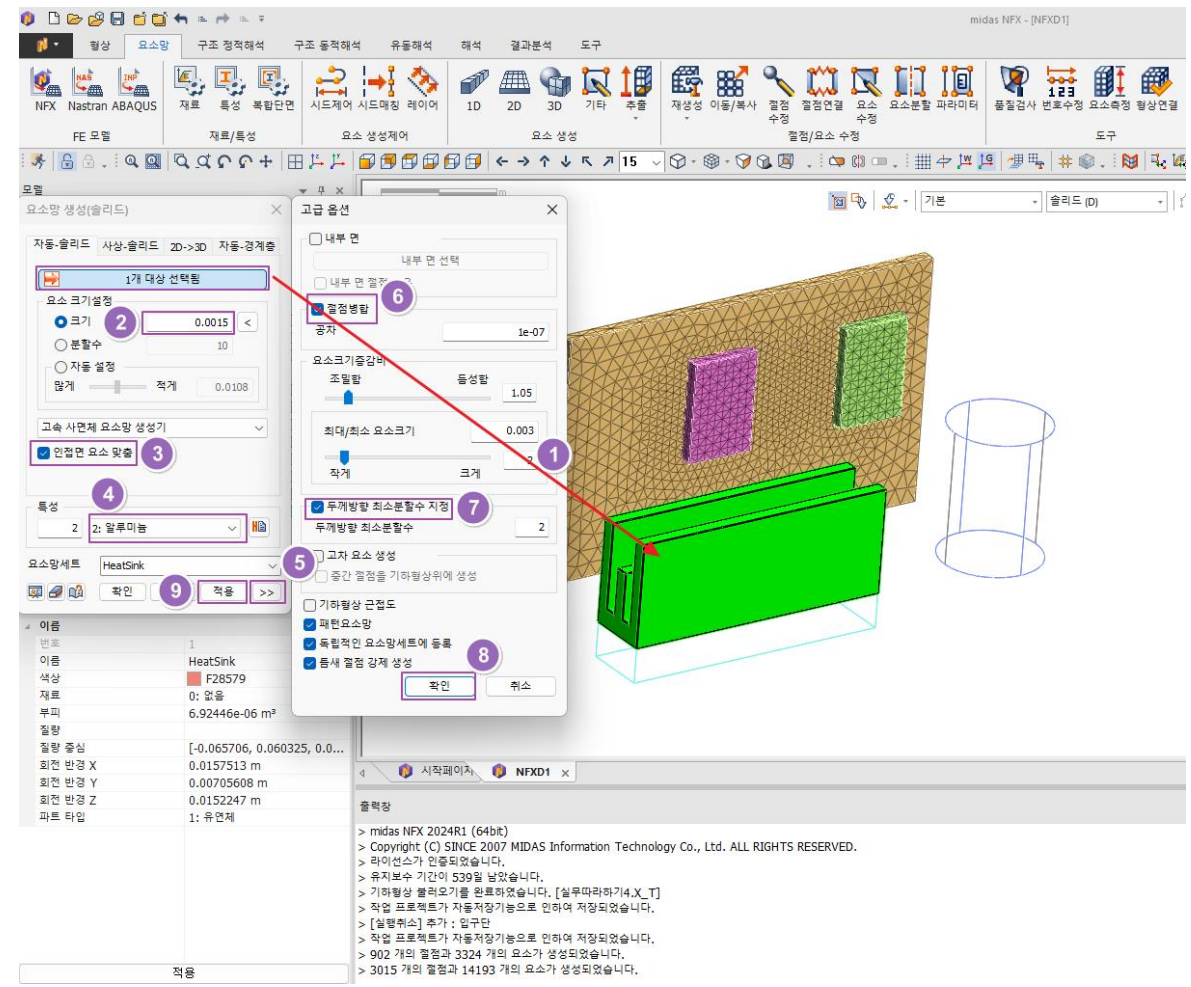 midas NFX - [NFXD1]
형상 요소망 구조 정적해석 구조 동적해석 유동해석 해석 결과분석 도구
NAS INP 123
NFX Nastran ABAQUS 재료 특성 복합단면 시드제어 시드매칭 레이어 1D 2D 3D 기타 추출 재생성 이동/복사 절점 수정 절점연결 요소 수정 요소분할 파라미터 품질검사 번호수정 요소측정 형상연결
FE 모델 재료/특성 요소 생성제어 요소 생성 절점/요소 수정 도구
15
모델
요소망 생성(솔리드)
자동-솔리드 사상-솔리드 2D->3D 자동-경계층
1개 대상 선택됨
요소 크기설정
크기 2 0.0015 <
분할수 10
자동 설정
많게 적게 0.0108
고속 사면체 요소망 생성기
인접면 요소 맞춤 3
4
특성
2 2: 알루미늄
요소망세트 HeatSink
확인 9 적용 >>
고급 옵션
내부 면
내부 면 선택
내부 면 절점
6
절점병합
공차 1e-07
요소크기증감비
조밀함 듬성함
1.05
최대/최소 요소크기 0.003
1
작게 크게
두께방향 최소분할수 지정 7
두께방향 최소분할수 2
5 고차 요소 생성
중간 절점을 기하형상위에 생성
기하형상 근접도
패턴요소망
독립적인 요소망세트에 등록
틈새 절점 강제 생성 8
확인 취소
기본 솔리드 (D)
m
이름
번호 1
이름 HeatSink
색상 F28579
재료 0: 없음
부피 6.92446e-06 m³
질량
질량 중심 [-0.065706, 0.060325, 0.0...
회전 반경 X 0.0157513 m
회전 반경 Y 0.00705608 m
회전 반경 Z 0.0152247 m
파트 타입 1: 유연체
적용
시작페이지 NFXD1 x
출력창
> midas NFX 2024R1 (64bit)
> Copyright (C) SINCE 2007 MIDAS Information Technology Co., Ltd. ALL RIGHTS RESERVED.
> 라이선스가 인증되었습니다.
> 유지보수 기간이 539일 남았습니다.
> 기하형상 불러오기를 완료하였습니다. [실무따라하기4.X_T]
> 작업 프로젝트가 자동저장기능으로 인하여 저장되었습니다.
> [실행취소] 추가 : 입구단
> 작업 프로젝트가 자동저장기능으로 인하여 저장되었습니다.
> 902 개의 절점과 3324 개의 요소가 생성되었습니다.
> 3015 개의 절점과 14193 개의 요소가 생성되었습니다.